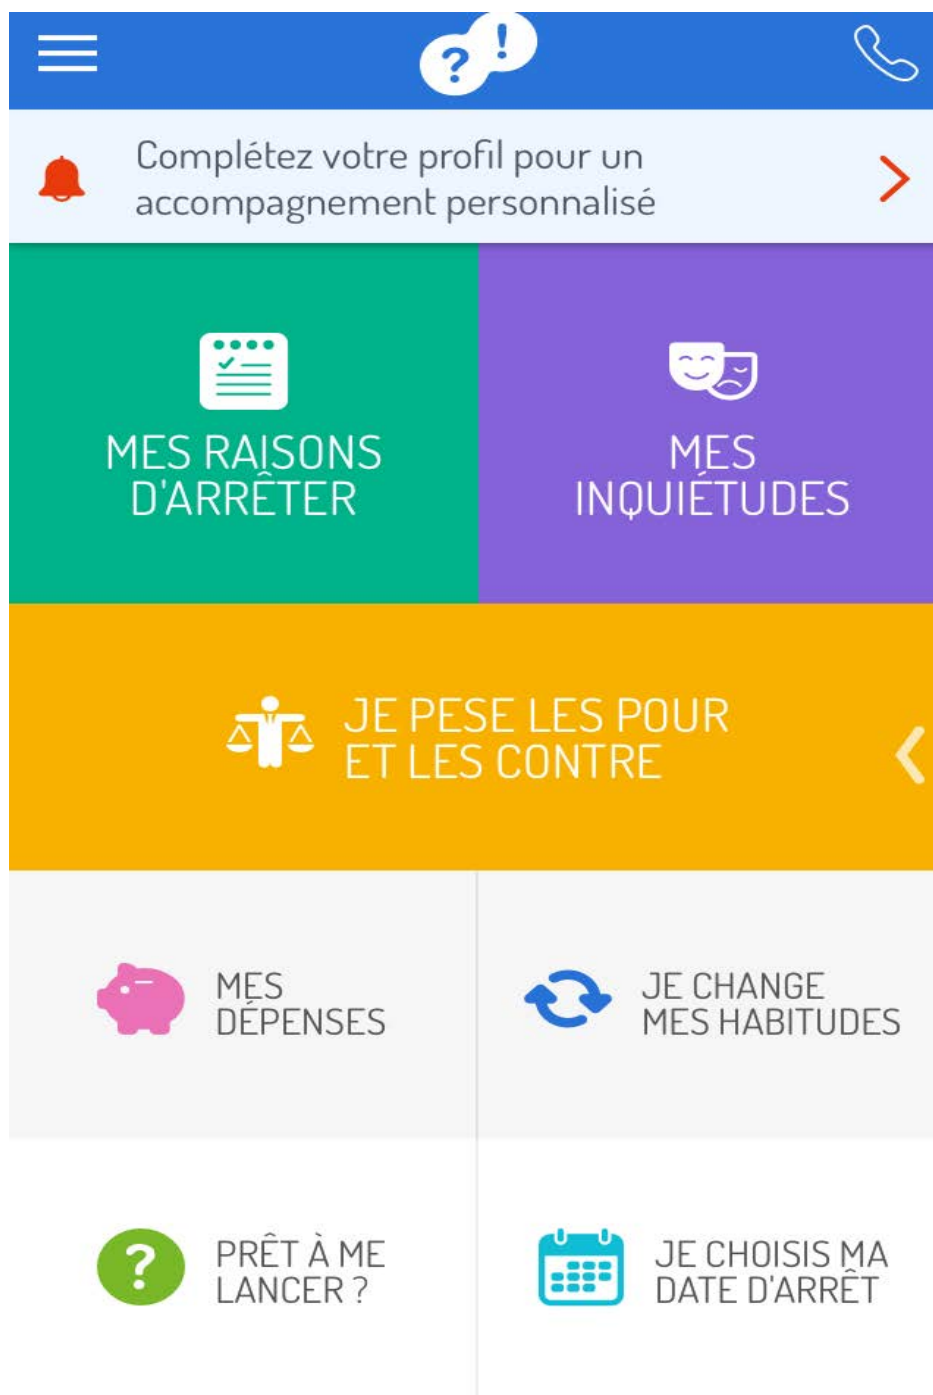 Complétez votre profil pour un
accompagnement personnalisé
MES RAISONS
D'ARRÊTER
MES
INQUIÉTUDES
JE PESE LES POUR
ET LES CONTRE
MES
DÉPENSES
JE CHANGE
MES HABITUDES
PRÊT À ME
LANCER ?
JE CHOISIS MA
DATE D'ARRÊT